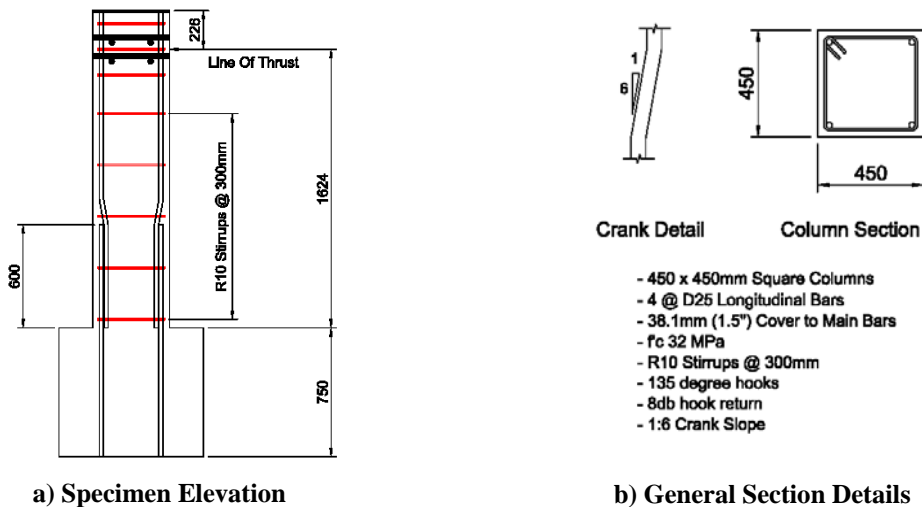 226
Line Of Thrust
R10 Stirrups @ 300mm
1624
600
750
a) Specimen Elevation
1
6
450
450
Crank Detail
Column Section
- 450 x 450mm Square Columns
- 4 @ D25 Longitudinal Bars
- 38.1mm (1.5") Cover to Main Bars
- f'c 32 MPa
- R10 Stirrups @ 300mm
- 135 degree hooks
- 8db hook return
- 1:6 Crank Slope
b) General Section Details